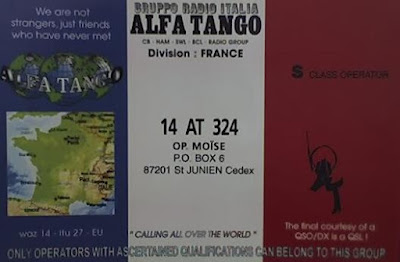 We are not
strangers, just friends
who have never met
ALFA TANGO
waz 14 - itu 27 - EU
GRUPPO RADIO ITALIA
ALFA TANGO
CB - HAM - SWL - BCL - RADIO GROUP
Division : FRANCE
14 AT 324
OP. MOÏSE
P.O. BOX 6
87201 St JUNIEN Cedex
" CALLING ALL OVER THE WORLD "
S CLASS OPERATOR
The final courtesy of a
QSO/DX is a QSL !
ONLY OPERATORS WITH ASCERTAINED QUALIFICATIONS CAN BELONG TO THIS GROUP